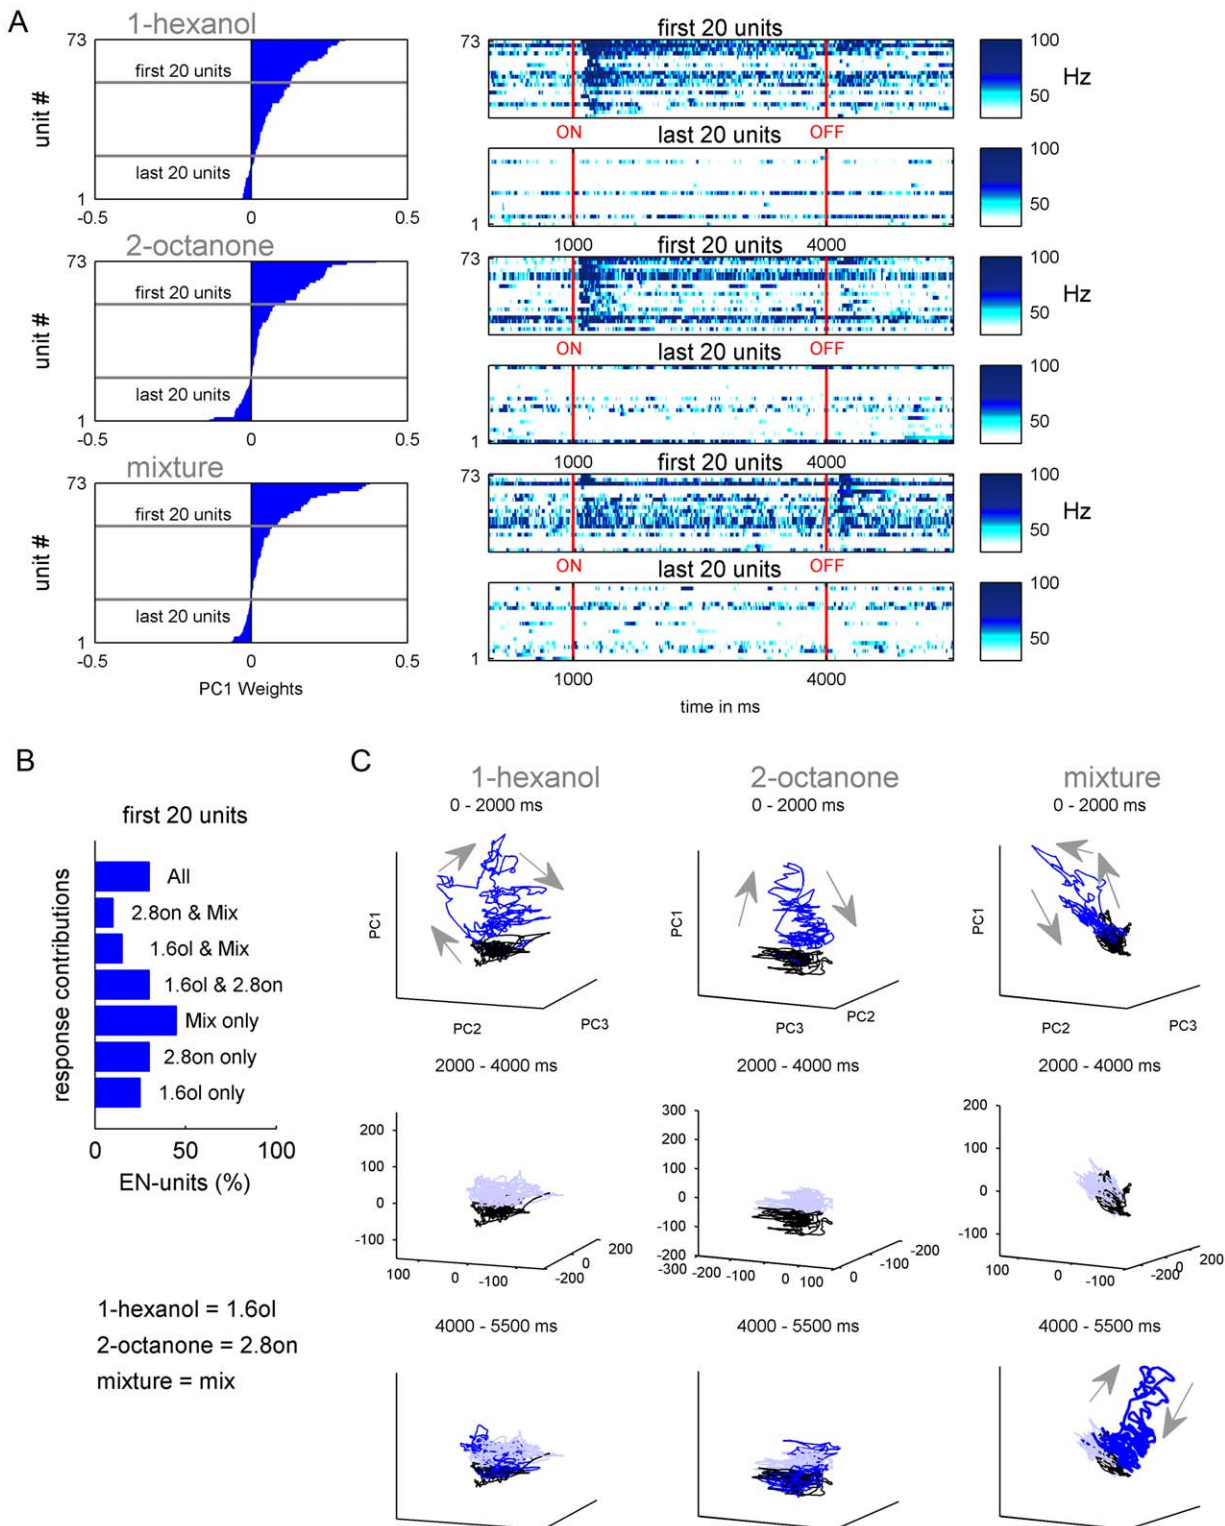 A
1-hexanol
first 20 units
73
first 20 units
last 20 units
unit #
1
-0.5 0 0.5
73
100
50
Hz
ON OFF
last 20 units
100
50
1
1000 4000
2-octanone
first 20 units
73
first 20 units
last 20 units
unit #
1
-0.5 0 0.5
73
100
50
Hz
ON OFF
last 20 units
100
50
1
1000 4000
mixture
first 20 units
73
first 20 units
last 20 units
unit #
1
-0.5 0 0.5
PC1 Weights
73
100
50
Hz
ON OFF
last 20 units
100
50
1
1000 4000
time in ms
B
first 20 units
response contributions
All
2.8on & Mix
1.6ol & Mix
1.6ol & 2.8on
Mix only
2.8on only
1.6ol only
0 50 100
EN-units (%)
1-hexanol = 1.6ol
2-octanone = 2.8on
mixture = mix
C
1-hexanol 2-octanone mixture
0 - 2000 ms 0 - 2000 ms 0 - 2000 ms
PC1 PC1 PC1
PC2 PC3 PC3 PC2 PC2 PC3
2000 - 4000 ms 2000 - 4000 ms 2000 - 4000 ms
200
100
0
-100
100 0 -100 -200 0 200
300
200
100
0
-100
-200
-300 -200 -100 0 100 0 -100 -200
200
100
0
-100
100 0 -100 -200 0 200
4000 - 5500 ms 4000 - 5500 ms 4000 - 5500 ms